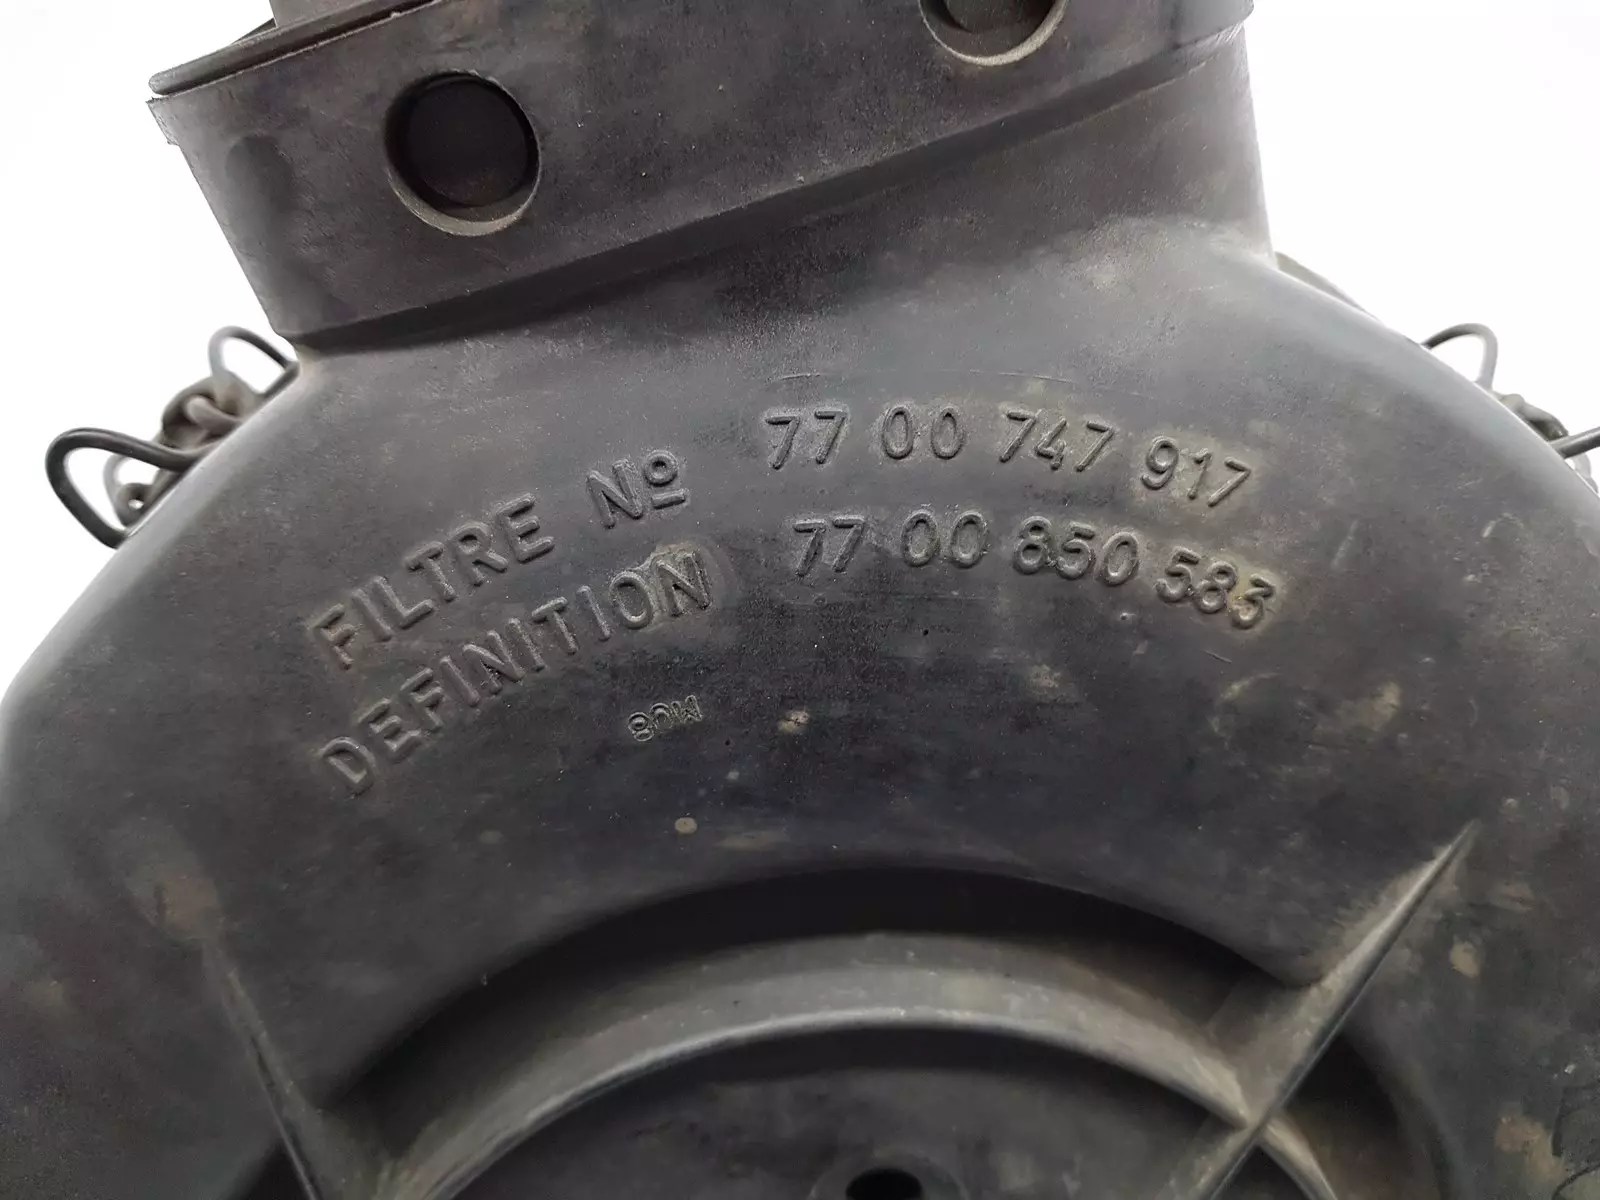 FILTRE Nº 77 00 747 917
DEFINITION 77 00 850 583